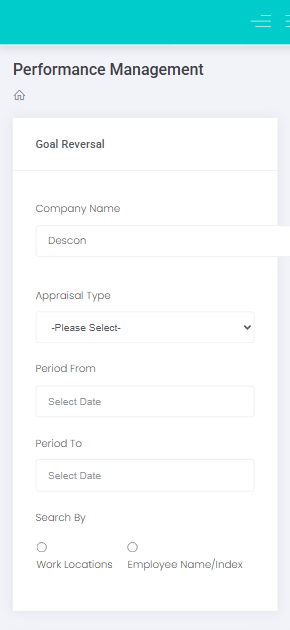 Performance Management
Goal Reversal
Company Name
Descon
Appraisal Type
-Please Select-
Period From
Select Date
Period To
Select Date
Search By
Work Locations
Employee Name/Index